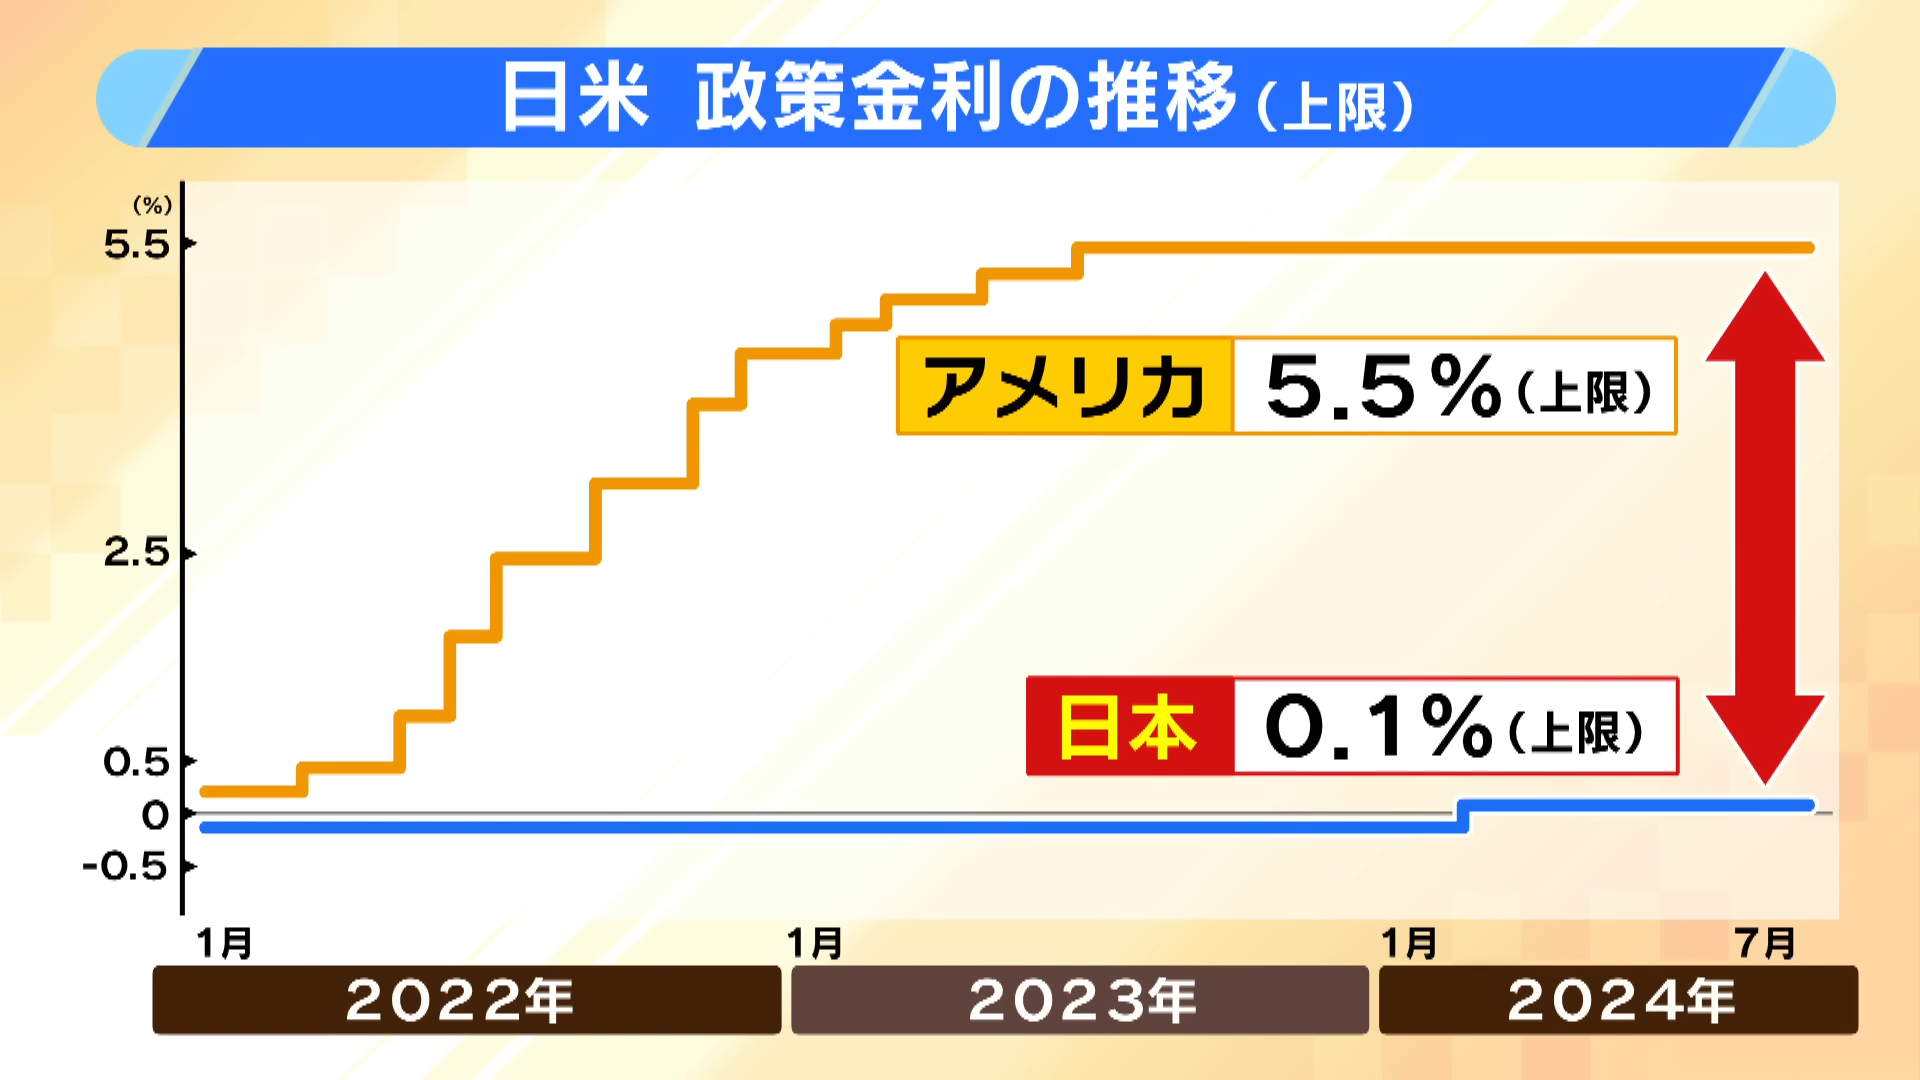 日米 政策金利の推移（上限）
（%）
5.5
2.5
0.5
0
-0.5
アメリカ 5.5%（上限）
日本 0.1%（上限）
1月 1月 1月 7月
2022年 2023年 2024年